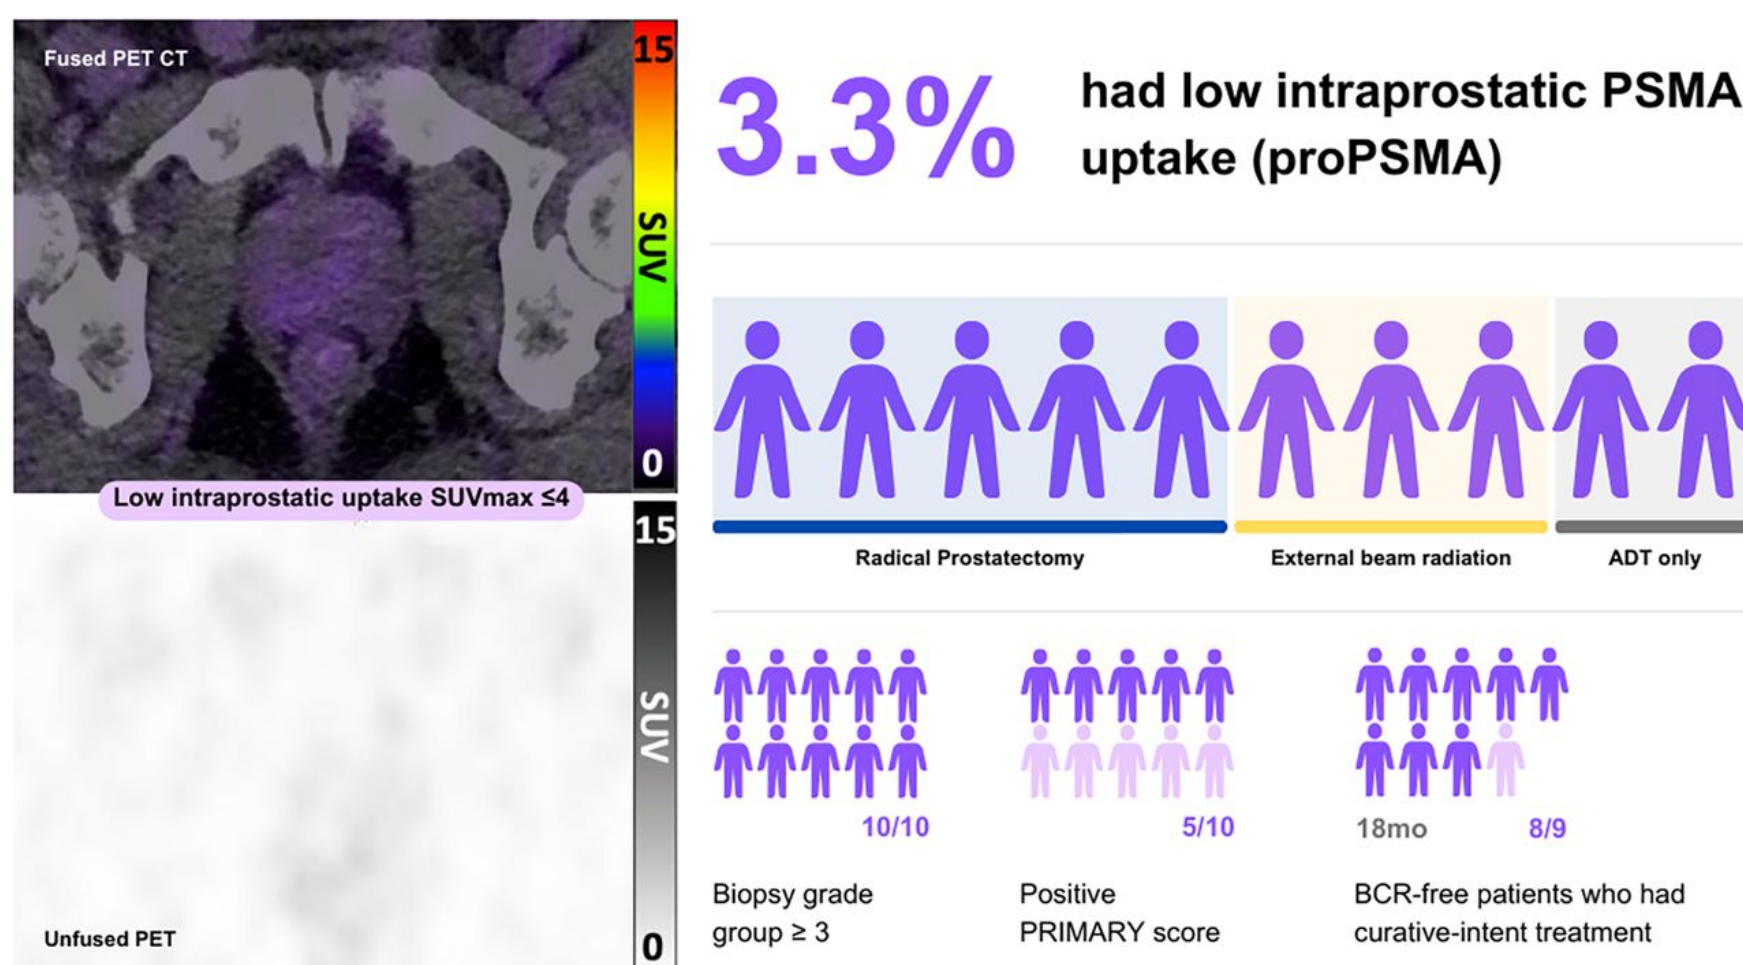 Fused PET CT
15
SUV
0
Low intraprostatic uptake SUVmax ≤4
15
SUV
0
Unfused PET
3.3%
had low intraprostatic PSMA
uptake (proPSMA)
Radical Prostatectomy
External beam radiation
ADT only
10/10
5/10
18mo
8/9
Biopsy grade
group ≥ 3
Positive
PRIMARY score
BCR-free patients who had
curative-intent treatment